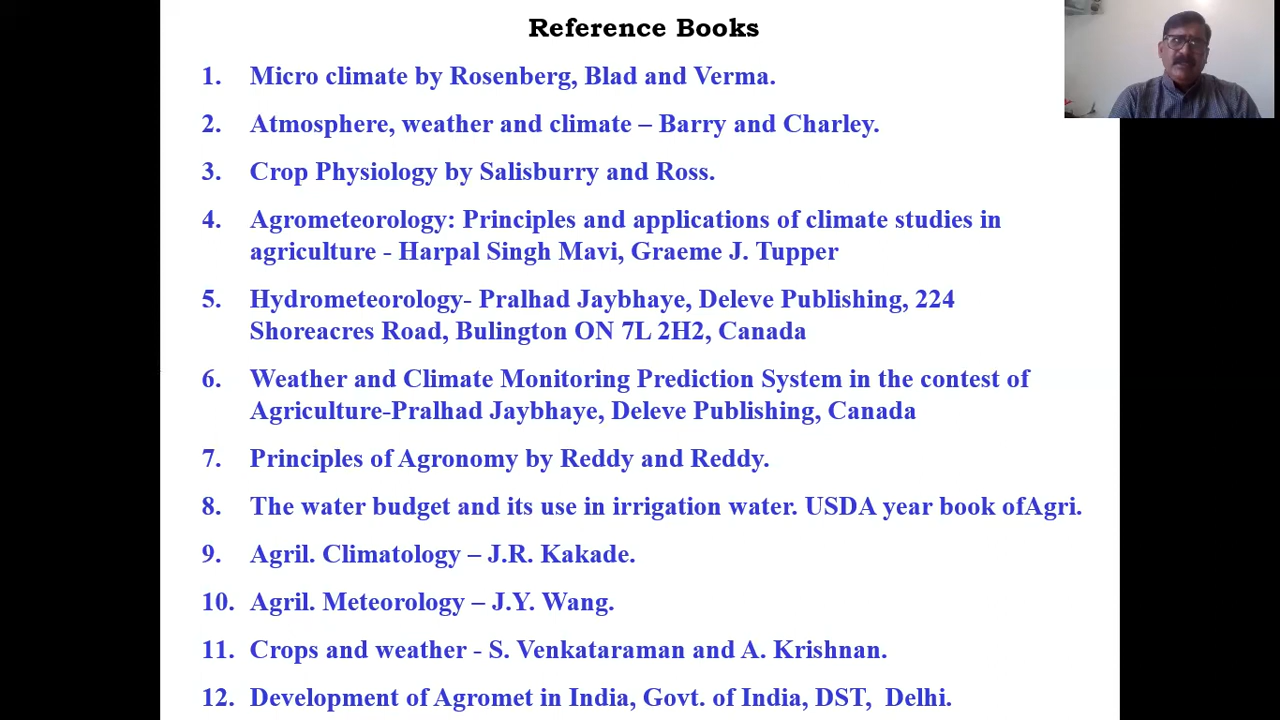 Reference Books
1. Micro climate by Rosenberg, Blad and Verma.
2. Atmosphere, weather and climate – Barry and Charley.
3. Crop Physiology by Salisburry and Ross.
4. Agrometeorology: Principles and applications of climate studies in
agriculture - Harpal Singh Mavi, Graeme J. Tupper
5. Hydrometeorology- Pralhad Jaybhaye, Deleve Publishing, 224
Shoreacres Road, Bulington ON 7L 2H2, Canada
6. Weather and Climate Monitoring Prediction System in the contest of
Agriculture-Pralhad Jaybhaye, Deleve Publishing, Canada
7. Principles of Agronomy by Reddy and Reddy.
8. The water budget and its use in irrigation water. USDA year book ofAgri.
9. Agril. Climatology – J.R. Kakade.
10. Agril. Meteorology – J.Y. Wang.
11. Crops and weather - S. Venkataraman and A. Krishnan.
12. Development of Agromet in India, Govt. of India, DST, Delhi.